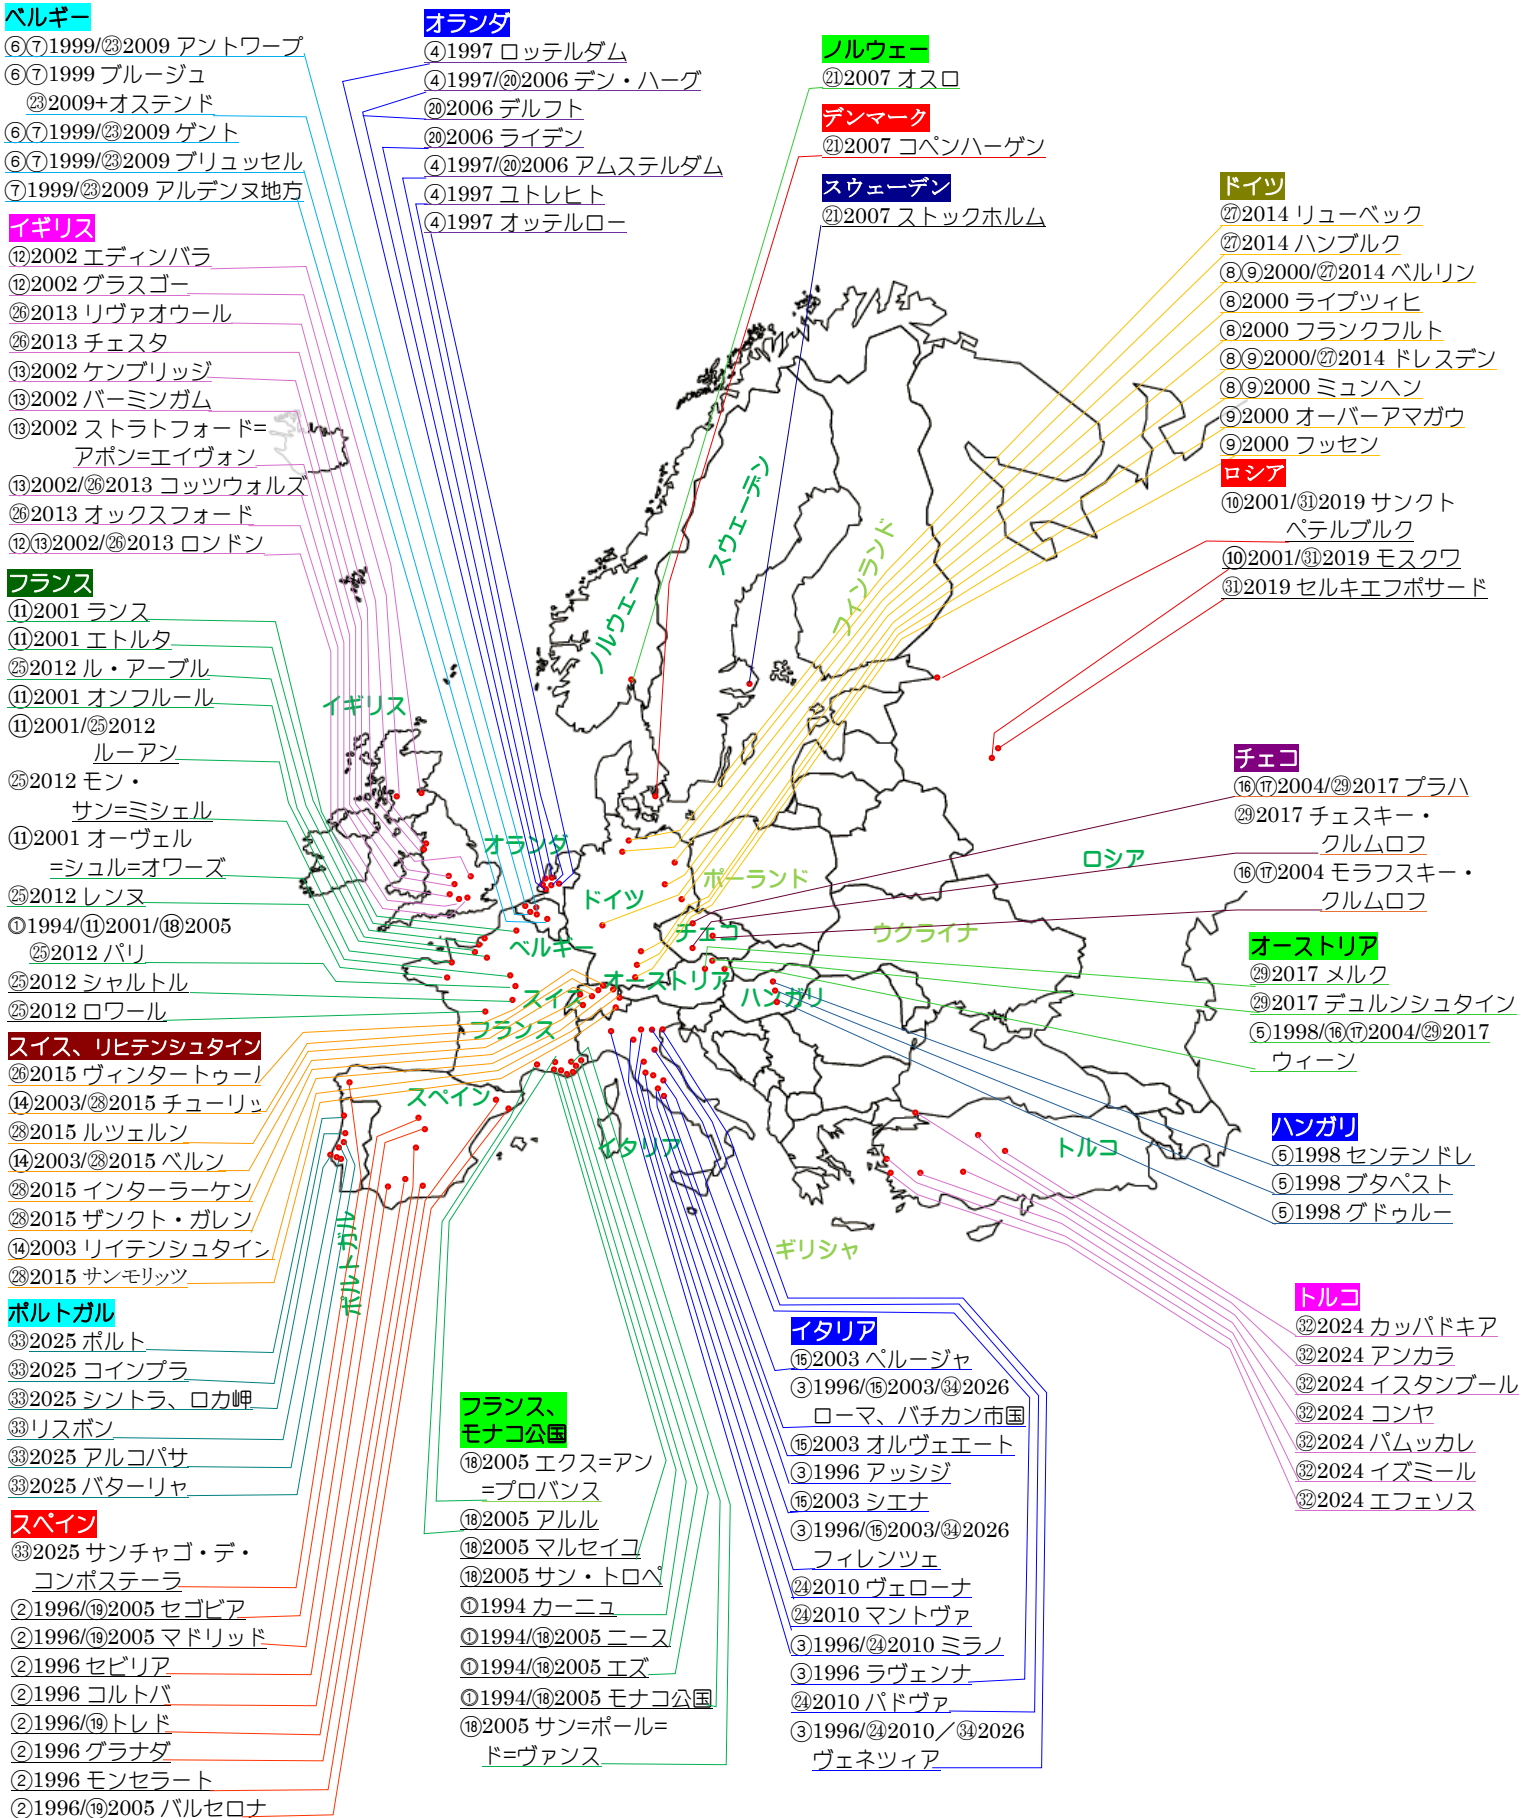 ベルギー
⑥⑦1999/㉓2009 アントワープ
⑥⑦1999 ブルージュ
㉓2009+オステンド
⑥⑦1999/㉓2009 ゲント
⑥⑦1999/㉓2009 ブリュッセル
⑦1999/㉓2009 アルデンヌ地方
イギリス
⑫2002 エディンバラ
⑫2002 グラスゴー
㉖2013 リヴァオウール
㉖2013 チェスタ
⑬2002 ケンブリッジ
⑬2002 バーミンガム
⑬2002 ストラトフォード=
アポン=エイヴォン
⑬2002/㉖2013 コッツウォルズ
㉖2013 オックスフォード
⑫⑬2002/㉖2013 ロンドン
フランス
⑪2001 ランス
⑪2001 エトルタ
㉕2012 ル・アーブル
⑪2001 オンフルール
⑪2001/㉕2012
ルーアン
㉕2012 モン・
サン=ミシェル
⑪2001 オーヴェル
=シュル=オワーズ
㉕2012 レンヌ
①1994/⑪2001/⑱2005
㉕2012 パリ
㉕2012 シャルトル
㉕2012 ロワール
スイス、リヒテンシュタイン
㉖2015 ヴィンタートゥール
⑭2003/㉘2015 チューリッ
㉘2015 ルツェルン
⑭2003/㉘2015 ベルン
㉘2015 インターラーケン
㉘2015 ザンクト・ガレン
⑭2003 リイテンシュタイン
㉘2015 サンモリッツ
ポルトガル
㉝2025 ポルト
㉝2025 コインブラ
㉝2025 シントラ、ロカ岬
㉝リスボン
㉝2025 アルコパサ
㉝2025 バターリャ
スペイン
㉝2025 サンチャゴ・デ・
コンポステーラ
②1996/⑲2005 セゴビア
②1996/⑲2005 マドリッド
②1996 セビリア
②1996 コルトバ
②1996/⑲トレド
②1996 グラナダ
②1996 モンセラート
②1996/⑲2005 バルセロナ
オランダ
④1997 ロッテルダム
④1997/⑳2006 デン・ハーグ
⑳2006 デルフト
⑳2006 ライデン
④1997/⑳2006 アムステルダム
④1997 ユトレヒト
④1997 オッテルロー
ノルウェー
㉑2007 オスロ
デンマーク
㉑2007 コペンハーゲン
スウェーデン
㉑2007 ストックホルム
ドイツ
㉗2014 リューベック
㉗2014 ハンブルク
⑧⑨2000/㉗2014 ベルリン
⑧2000 ライプツィヒ
⑧2000 フランクフルト
⑧⑨2000/㉗2014 ドレスデン
⑧⑨2000 ミュンヘン
⑨2000 オーバーアマガウ
⑨2000 フッセン
ロシア
⑩2001/㉛2019 サンクト
ペテルブルク
⑩2001/㉛2019 モスクワ
㉛2019 セルキエフポサード
チェコ
⑯⑰2004/㉙2017 プラハ
㉙2017 チェスキー・
クルムロフ
⑯⑰2004 モラフスキー・
クルムロフ
オーストリア
㉙2017 メルク
㉙2017 デュルンシュタイン
⑤1998/⑯⑰2004/㉙2017
ウィーン
ハンガリ
⑤1998 センテンドレ
⑤1998 ブタペスト
⑤1998 グドゥルー
トルコ
㉜2024 カッパドキア
㉜2024 アンカラ
㉜2024 イスタンブール
㉜2024 コンヤ
㉜2024 パムッカレ
㉜2024 イズミール
㉜2024 エフェソス
フランス、
モナコ公国
⑱2005 エクス=アン
=プロバンス
⑱2005 アルル
⑱2005 マルセイユ
⑱2005 サン・トロペ
①1994 カーニュ
①1994/⑱2005 ニース
①1994/⑱2005 エズ
①1994/⑱2005 モナコ公国
⑱2005 サン=ポール=
ド=ヴァンス
イタリア
⑮2003 ペルージャ
③1996/⑮2003/㉞2026
ローマ、バチカン市国
⑮2003 オルヴェエート
③1996 アッシジ
⑮2003 シエナ
③1996/⑮2003/㉞2026
フィレンツェ
㉔2010 ヴェローナ
㉔2010 マントヴァ
③1996/㉔2010 ミラノ
③1996 ラヴェンナ
㉔2010 パドヴァ
③1996/㉔2010／㉞2026
ヴェネツィア
スウェーデン
フィンランド
ノルウェー
イギリス
オランダ
ドイツ
ポーランド
ロシア
ベルギー
チェコ
ウクライナ
オーストリア
スイス
ハンガリ
フランス
スペイン
イタリア
トルコ
ポルトガル
ギリシャ